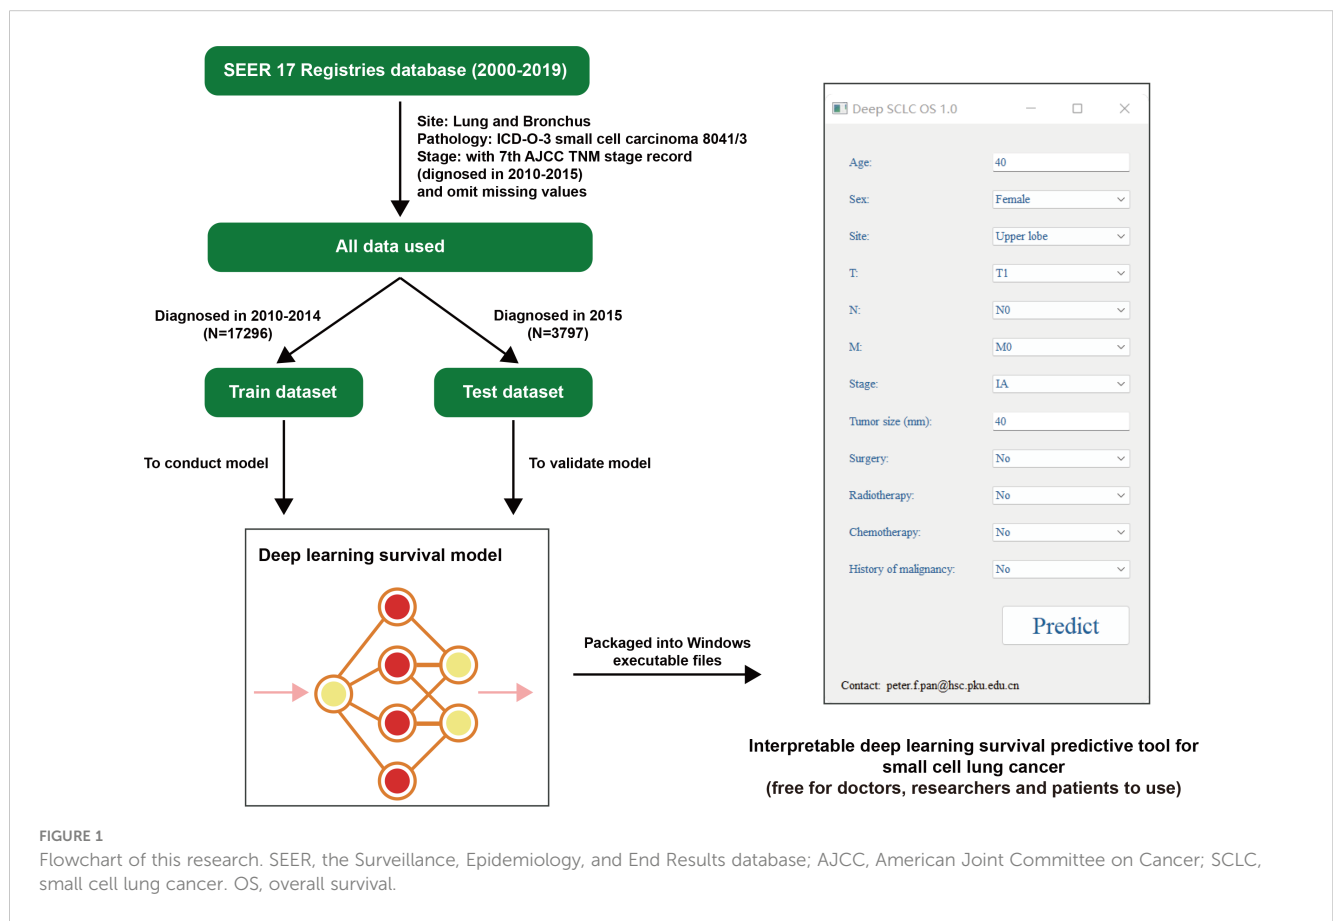 SEER 17 Registries database (2000-2019)
Site: Lung and Bronchus
Pathology: ICD-O-3 small cell carcinoma 8041/3
Stage: with 7th AJCC TNM stage record
(dignosed in 2010-2015)
and omit missing values
All data used
Diagnosed in 2010-2014
(N=17296)
Diagnosed in 2015
(N=3797)
Train dataset
Test dataset
To conduct model
To validate model
Deep learning survival model
Packaged into Windows
executable files
Deep SCLC OS 1.0
Age: 40
Sex: Female
Site: Upper lobe
T: T1
N: N0
M: M0
Stage: IA
Tumor size (mm): 40
Surgery: No
Radiotherapy: No
Chemotherapy: No
History of malignancy: No
Predict
Contact: peter.f.pan@hsc.pku.edu.cn
Interpretable deep learning survival predictive tool for
small cell lung cancer
(free for doctors, researchers and patients to use)
FIGURE 1
Flowchart of this research. SEER, the Surveillance, Epidemiology, and End Results database; AJCC, American Joint Committee on Cancer; SCLC,
small cell lung cancer. OS, overall survival.